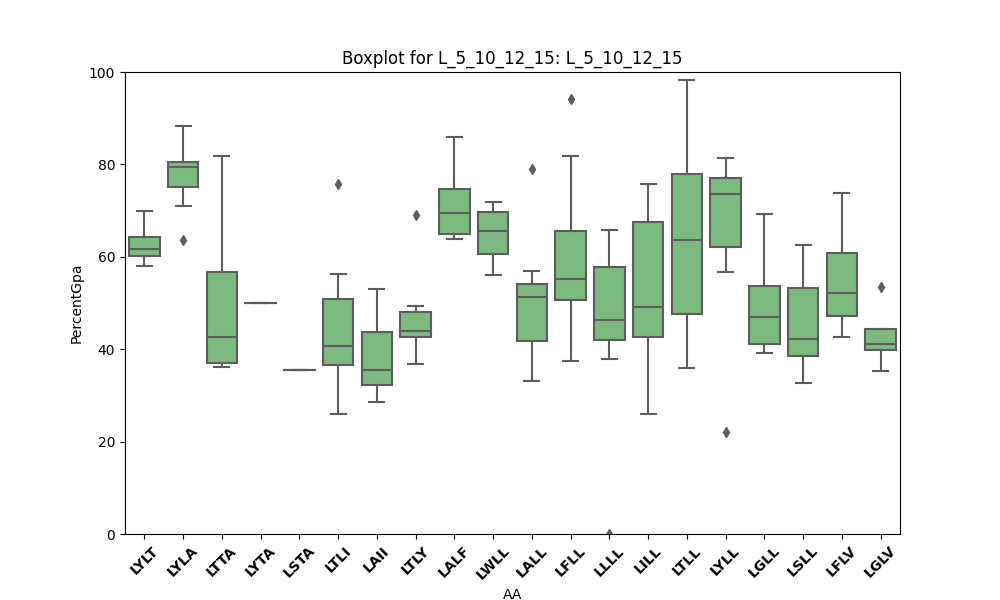 Boxplot for L_5_10_12_15: L_5_10_12_15
100
80
60
40
20
0
PercentGpa
LYLT LYLA LTTA LYTA LSTA LTLI LAII LTLY LALF LWLL LALL LFLL LLLL LILL LTLL LYLL LGLL LSLL LFLV LGLV
AA